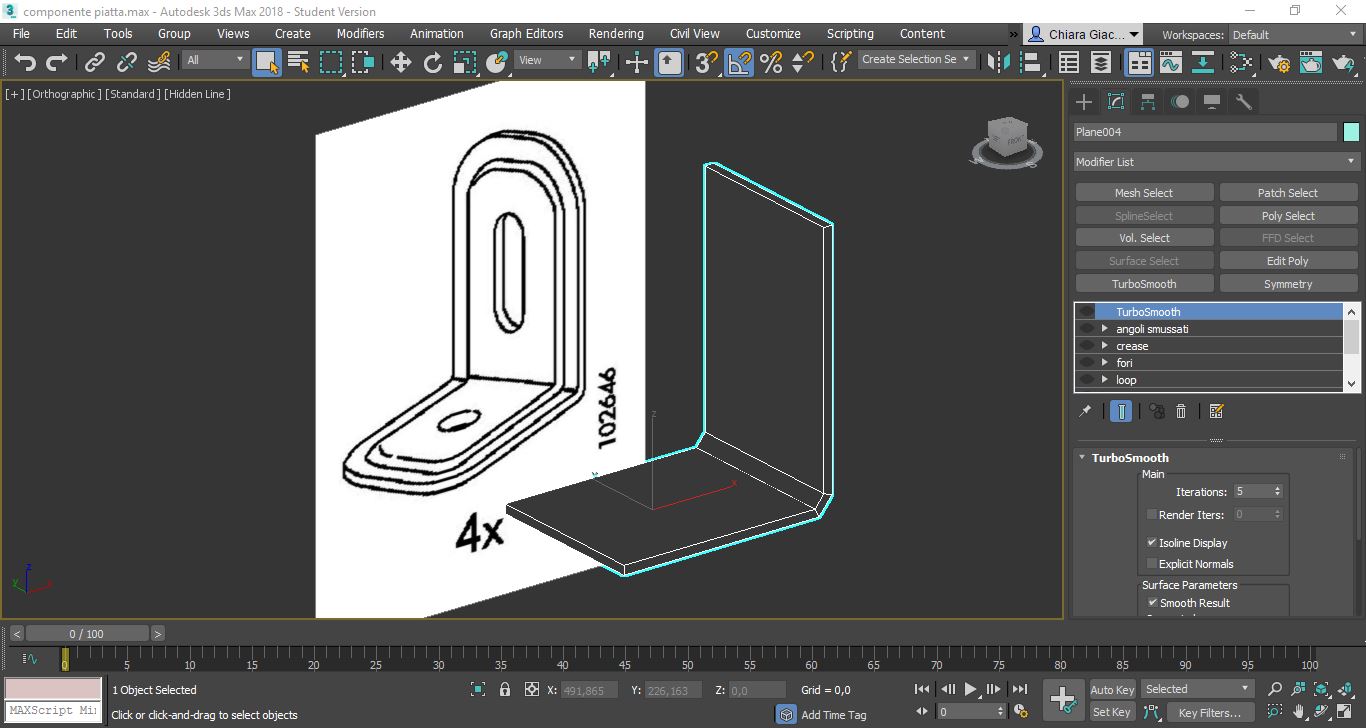 componente piatta.max - Autodesk 3ds Max 2018 - Student Version
File Edit Tools Group Views Create Modifiers Animation Graph Editors Rendering Civil View Customize Scripting Content » Chiara Giac... Workspaces: Default
All View Create Selection Se
[+] [Orthographic] [Standard] [Hidden Line]
FRONT
Plane004
Modifier List
Mesh Select Patch Select
SplineSelect Poly Select
Vol. Select FFD Select
Surface Select Edit Poly
TurboSmooth Symmetry
TurboSmooth
angoli smussati
crease
fori
loop
102646
4x
z
x
TurboSmooth
Main
Iterations: 5
Render Iters: 0
Isoline Display
Explicit Normals
Surface Parameters
Smooth Result
z
y
x
< 0 / 100 >
0 5 10 15 20 25 30 35 40 45 50 55 60 65 70 75 80 85 90 95 100
1 Object Selected X: 491,865 Y: 226,163 Z: 0,0 Grid = 0,0 Auto Key Selected
MAXScript Mi
Click or click-and-drag to select objects Add Time Tag 0 Set Key Key Filters...